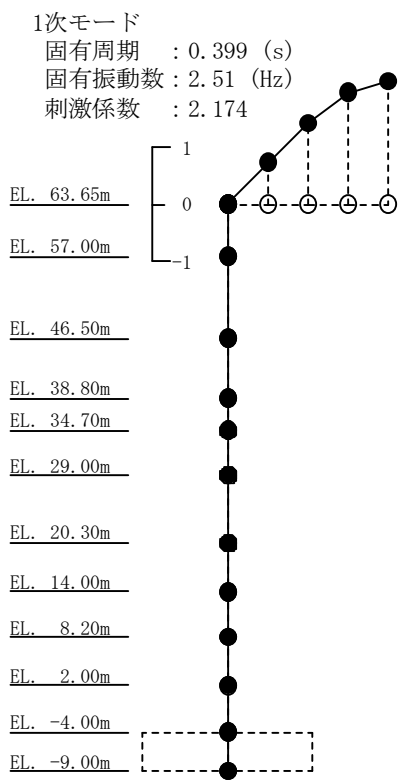 1次モード
固有周期 : 0.399 (s)
固有振動数 : 2.51 (Hz)
刺激係数 : 2.174
1
EL. 63.65m
0
EL. 57.00m
-1
EL. 46.50m
EL. 38.80m
EL. 34.70m
EL. 29.00m
EL. 20.30m
EL. 14.00m
EL. 8.20m
EL. 2.00m
EL. -4.00m
EL. -9.00m